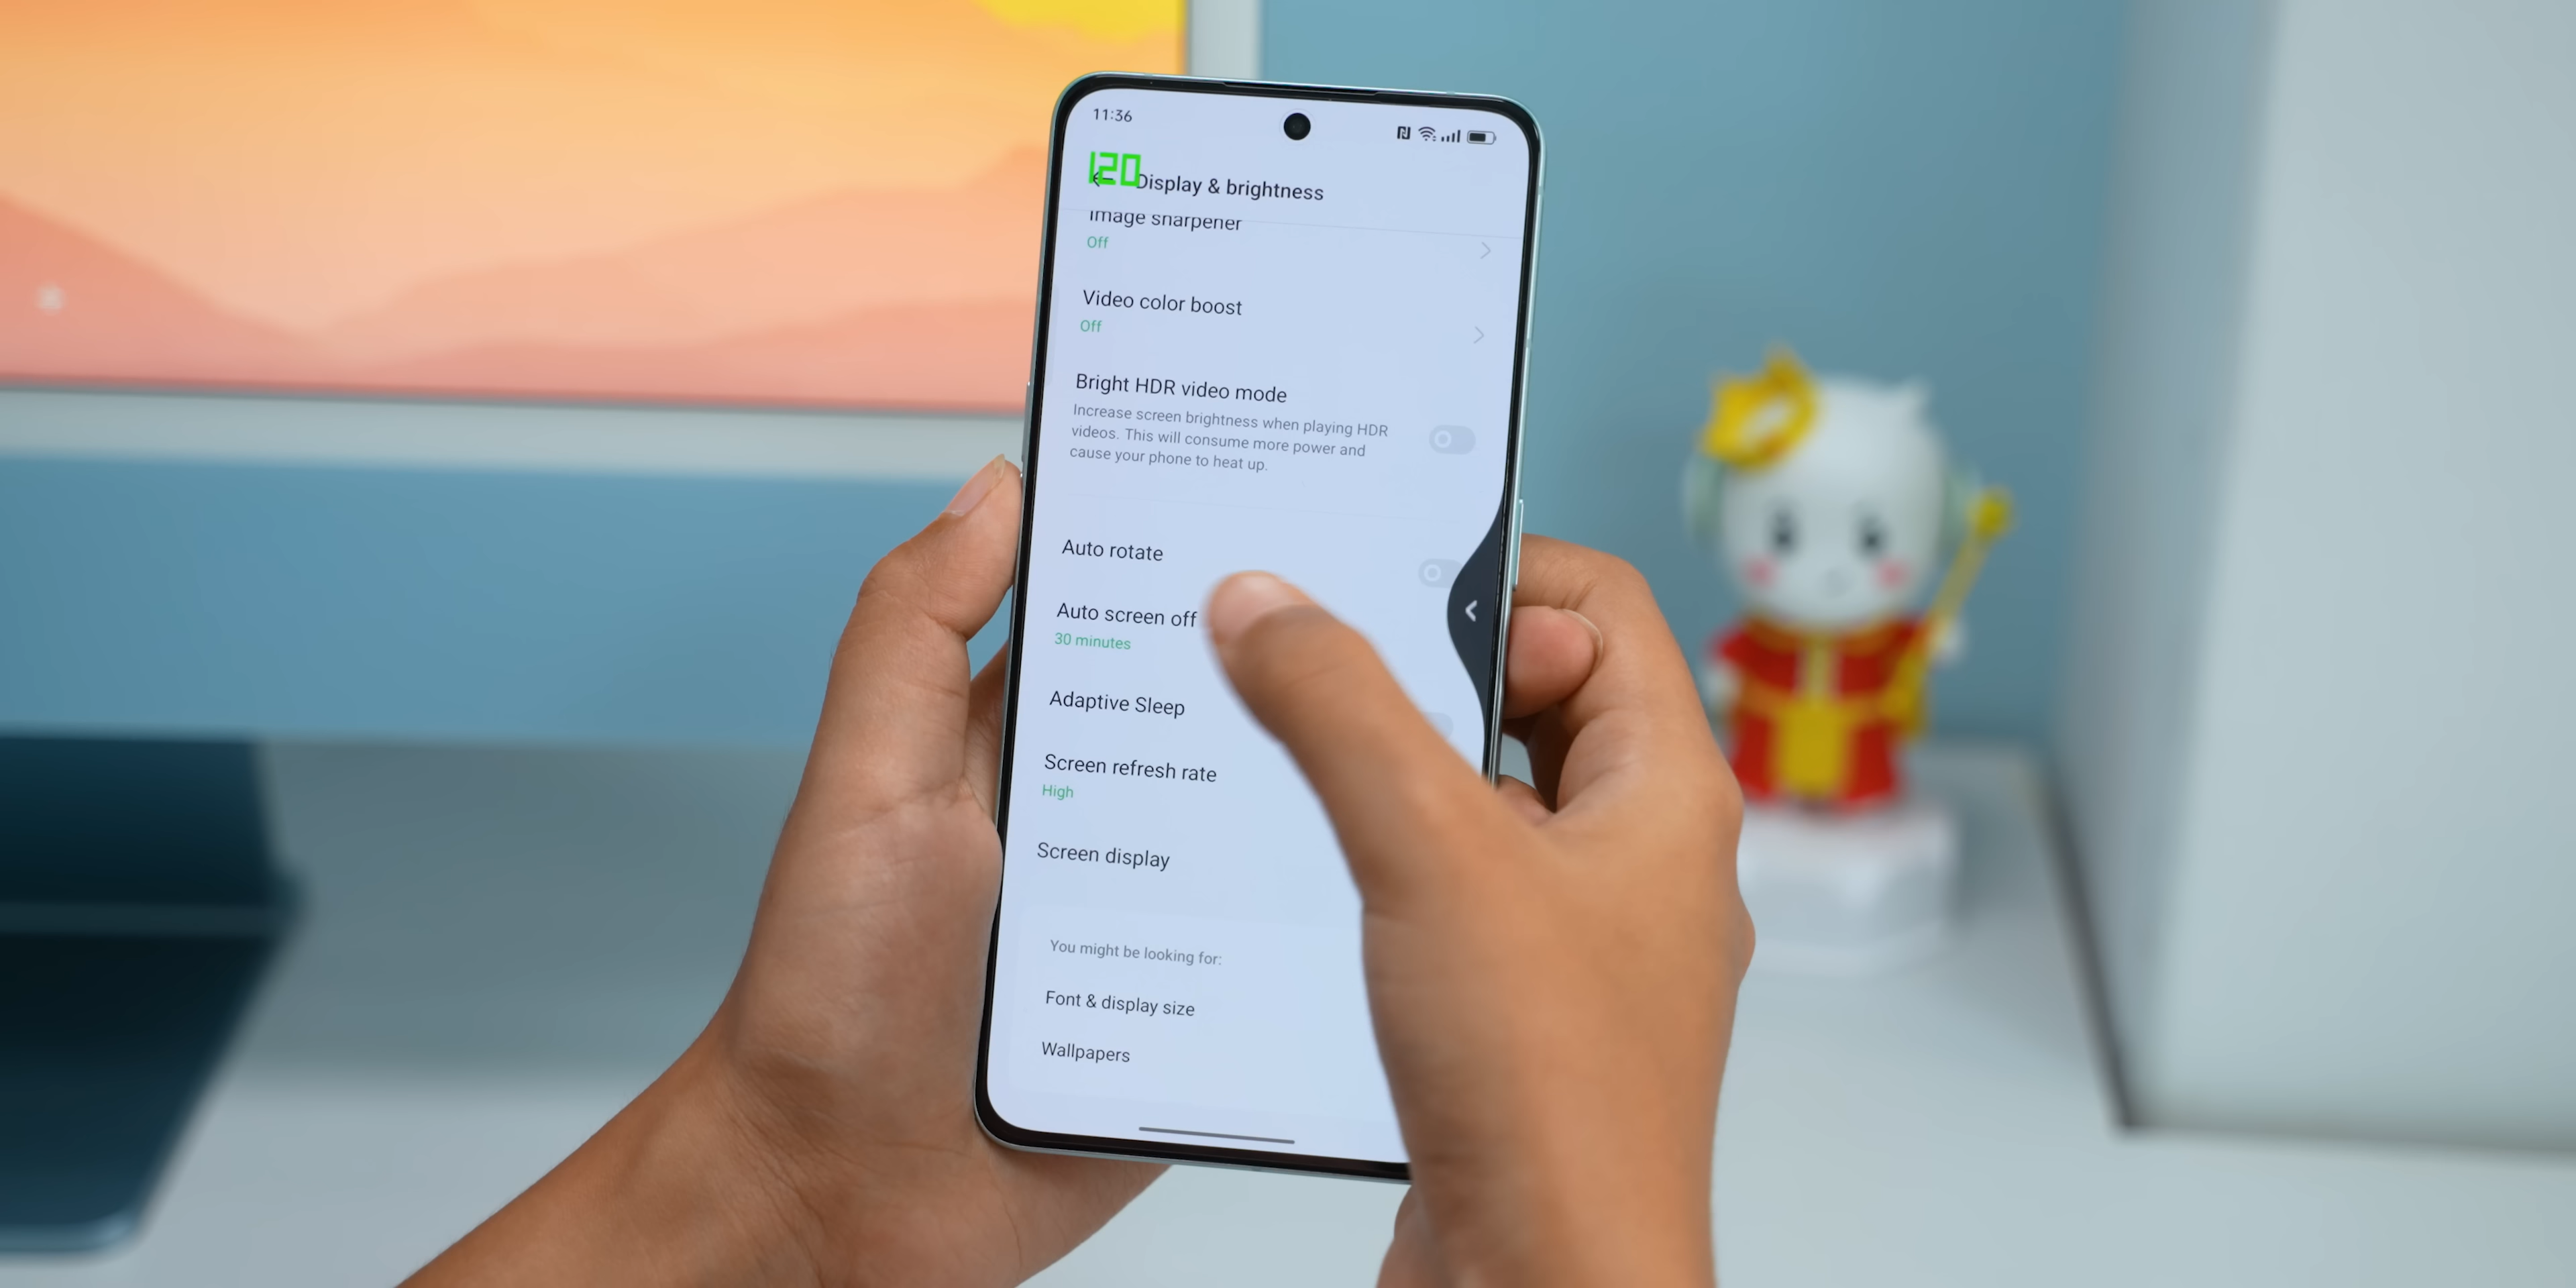 11:36
120
Display & brightness
Image sharpener
Off
Video color boost
Off
Bright HDR video mode
Increase screen brightness when playing HDR
videos. This will consume more power and
cause your phone to heat up.
Auto rotate
Auto screen off
30 minutes
Adaptive Sleep
Screen refresh rate
High
Screen display
You might be looking for:
Font & display size
Wallpapers